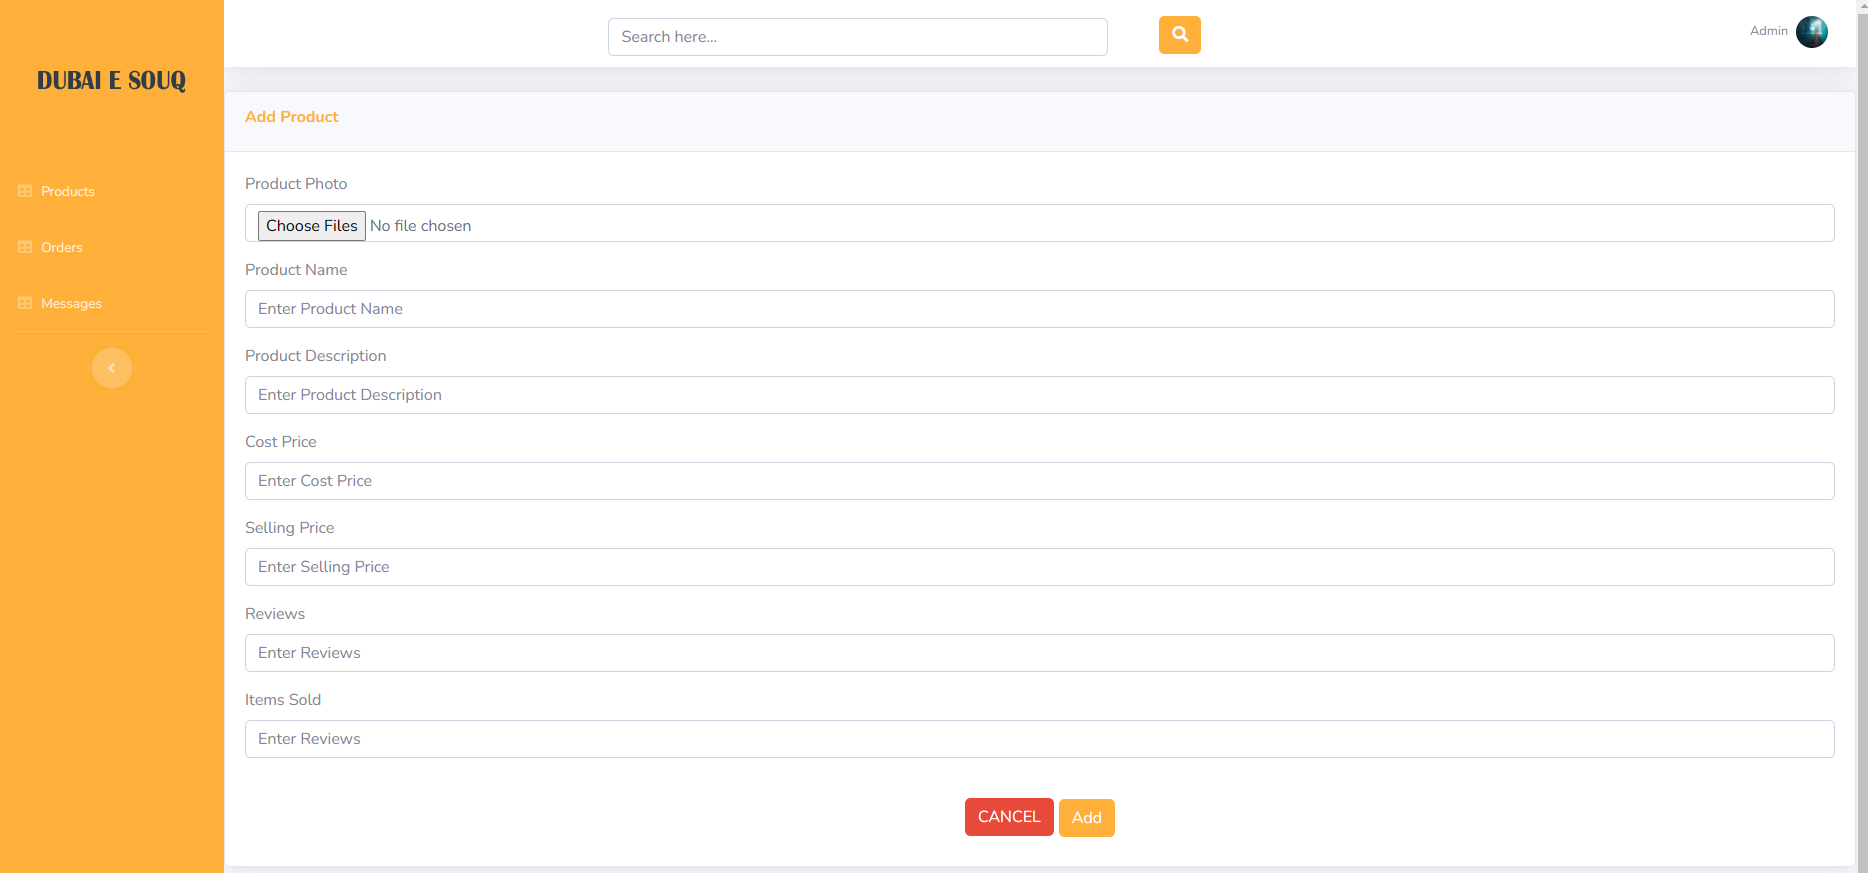 DUBAI E SOUQ
Products
Orders
Messages
Search here...
Admin
Add Product
Product Photo
Choose Files No file chosen
Product Name
Enter Product Name
Product Description
Enter Product Description
Cost Price
Enter Cost Price
Selling Price
Enter Selling Price
Reviews
Enter Reviews
Items Sold
Enter Reviews
CANCEL Add